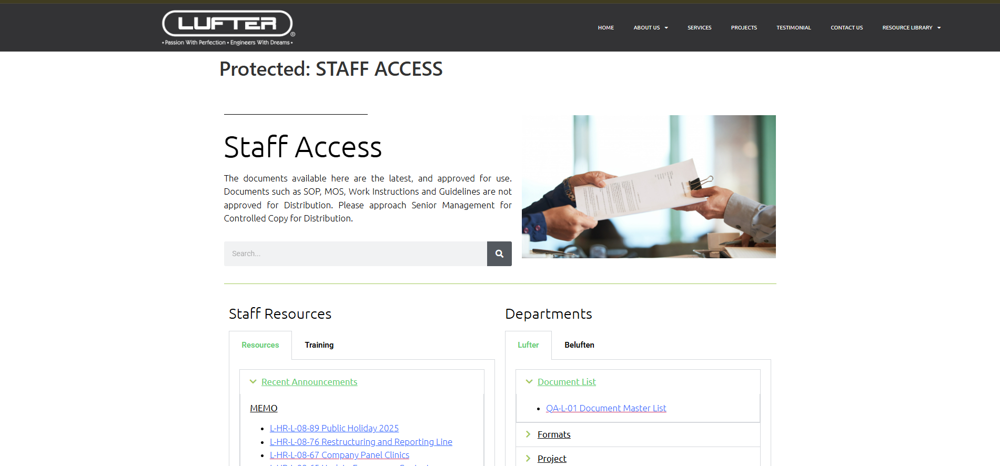 LUFTER®
• Passion With Perfection • Engineers With Dreams •
HOME
ABOUT US
SERVICES
PROJECTS
TESTIMONIAL
CONTACT US
RESOURCE LIBRARY
Protected: STAFF ACCESS
Staff Access
The documents available here are the latest, and approved for use.
Documents such as SOP, MOS, Work Instructions and Guidelines are not
approved for Distribution. Please approach Senior Management for
Controlled Copy for Distribution.
Search...
Staff Resources
Resources
Training
Recent Announcements
MEMO
• L-HR-L-08-89 Public Holiday 2025
• L-HR-L-08-76 Restructuring and Reporting Line
• L-HR-L-08-67 Company Panel Clinics
Departments
Lufter
Beluften
Document List
• QA-L-01 Document Master List
Formats
Project